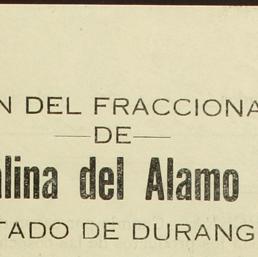 N DEL FRACCIONA
DE
alina del Alamo
TADO DE DURANG